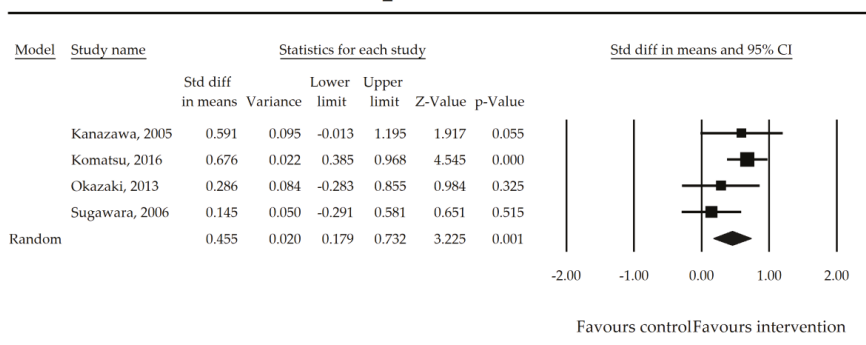 Model Study name Statistics for each study Std diff in means and 95% CI
Std diff Lower Upper
in means Variance limit limit Z-Value p-Value
Kanazawa, 2005 0.591 0.095 -0.013 1.195 1.917 0.055
Komatsu, 2016 0.676 0.022 0.385 0.968 4.545 0.000
Okazaki, 2013 0.286 0.084 -0.283 0.855 0.984 0.325
Sugawara, 2006 0.145 0.050 -0.291 0.581 0.651 0.515
Random 0.455 0.020 0.179 0.732 3.225 0.001
-2.00 -1.00 0.00 1.00 2.00
Favours controlFavours intervention